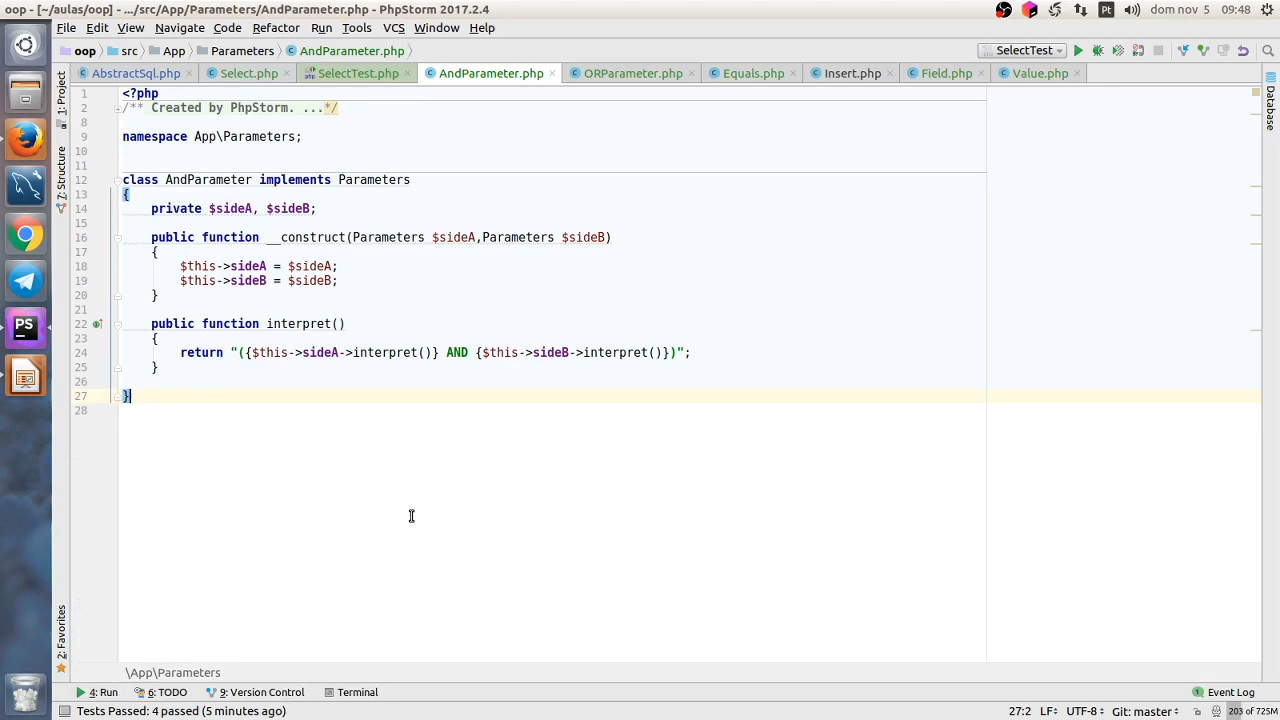 oop - [~/aulas/oop] - .../src/App/Parameters/AndParameter.php - PhpStorm 2017.2.4
Pt
dom nov 5 09:48
File Edit View Navigate Code Refactor Run Tools VCS Window Help
oop src App Parameters AndParameter.php
SelectTest
AbstractSql.php Select.php SelectTest.php AndParameter.php ORParameter.php Equals.php Insert.php Field.php Value.php
1: Project
7: Structure
2: Favorites
Database
PS
1 <?php
2 /** Created by PhpStorm. ...*/
8
9 namespace App\Parameters;
10
11
12 class AndParameter implements Parameters
13 {
14 private $sideA, $sideB;
15
16 public function __construct(Parameters $sideA,Parameters $sideB)
17 {
18 $this->sideA = $sideA;
19 $this->sideB = $sideB;
20 }
21
22 public function interpret()
23 {
24 return "({$this->sideA->interpret()} AND {$this->sideB->interpret()})";
25 }
26
27 }
28
\App\Parameters
4: Run 6: TODO 9: Version Control Terminal
1 Event Log
Tests Passed: 4 passed (5 minutes ago)
27:2 LF UTF-8 Git: master 203 of 725M